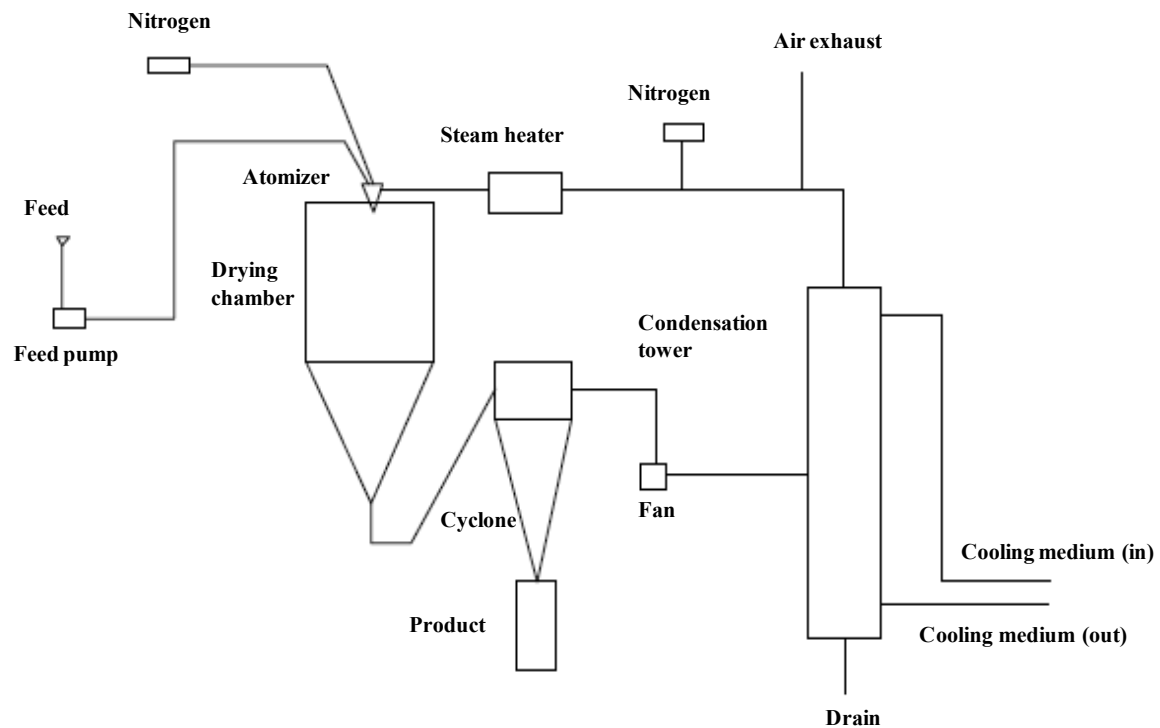 Nitrogen
Air exhaust
Nitrogen
Steam heater
Atomizer
Feed
Drying
chamber
Condensation
tower
Feed pump
Fan
Cyclone
Cooling medium (in)
Product
Cooling medium (out)
Drain